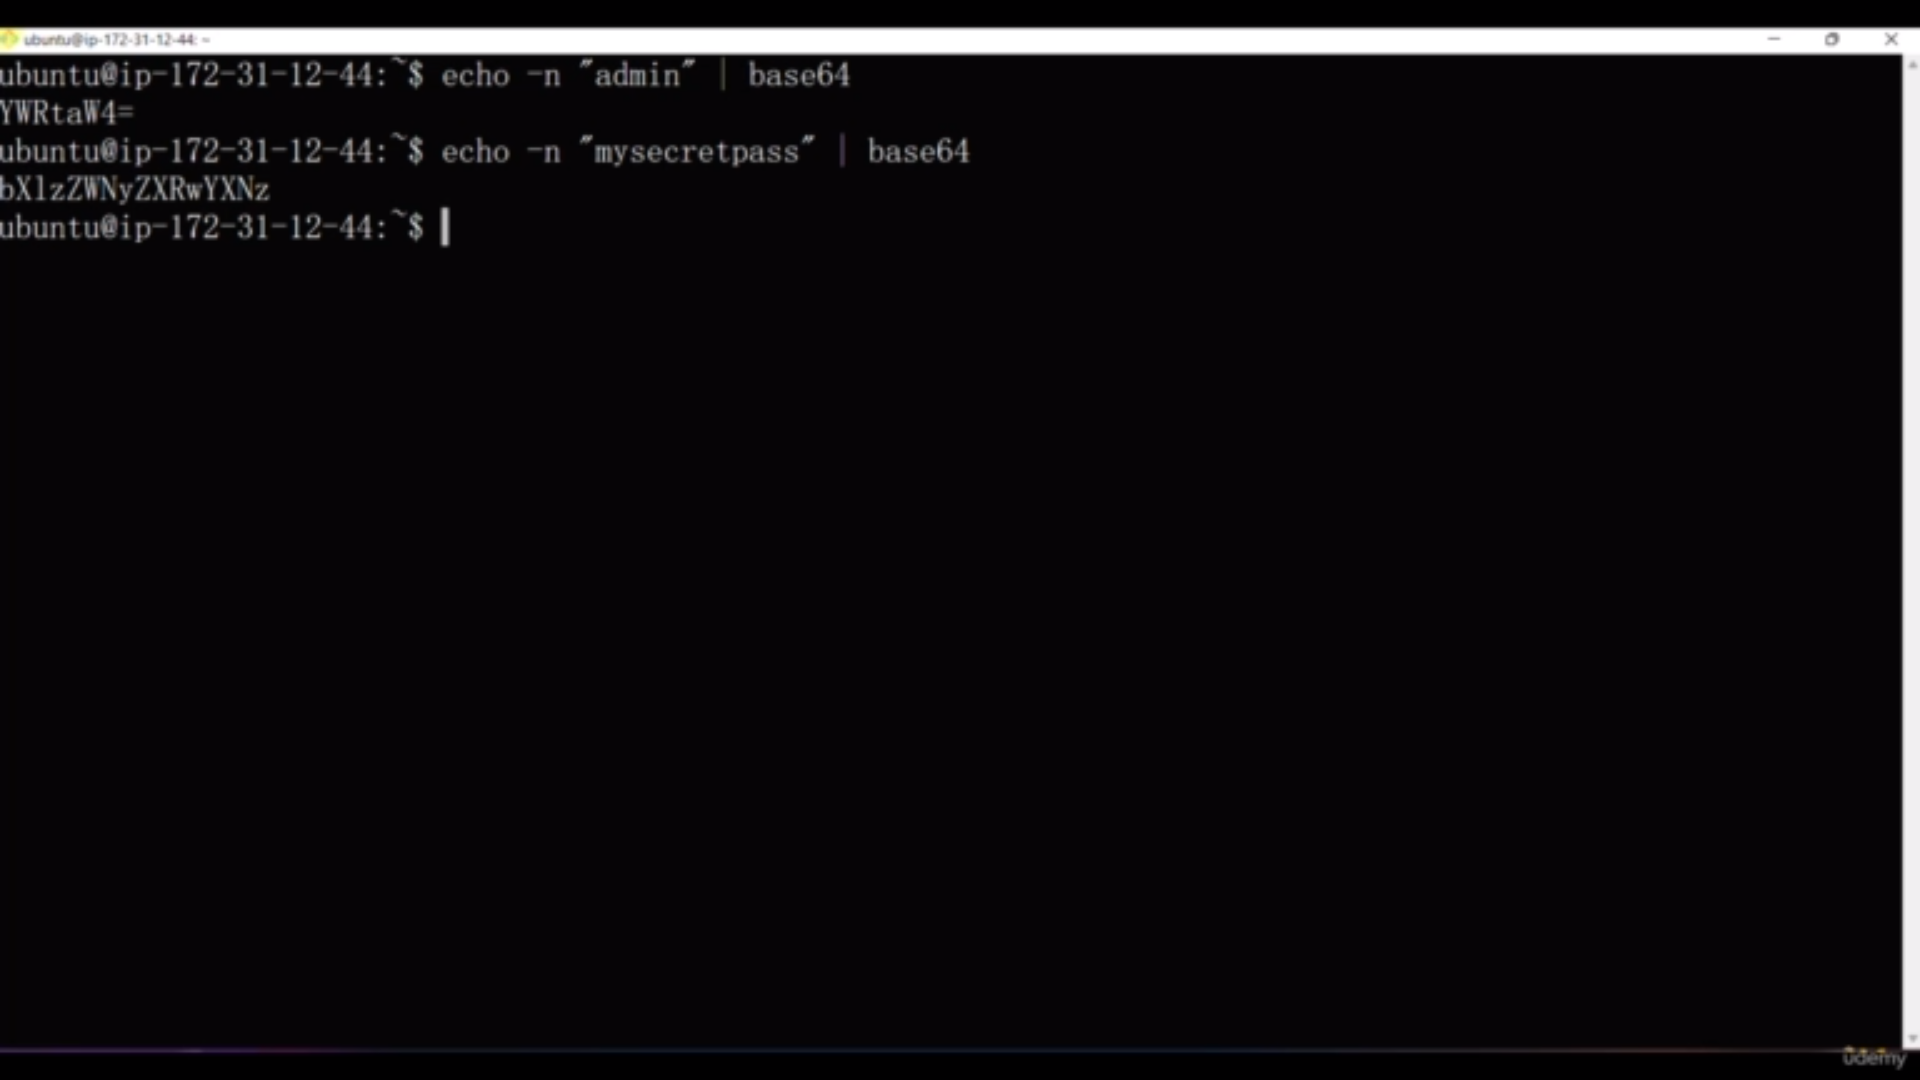 ubuntu@ip-172-31-12-44: ~
ubuntu@ip-172-31-12-44:~$ echo -n "admin" | base64
YWRtaW4=
ubuntu@ip-172-31-12-44:~$ echo -n "mysecretpass" | base64
bXlzZWNyZXRwYXNz
ubuntu@ip-172-31-12-44:~$
udemy